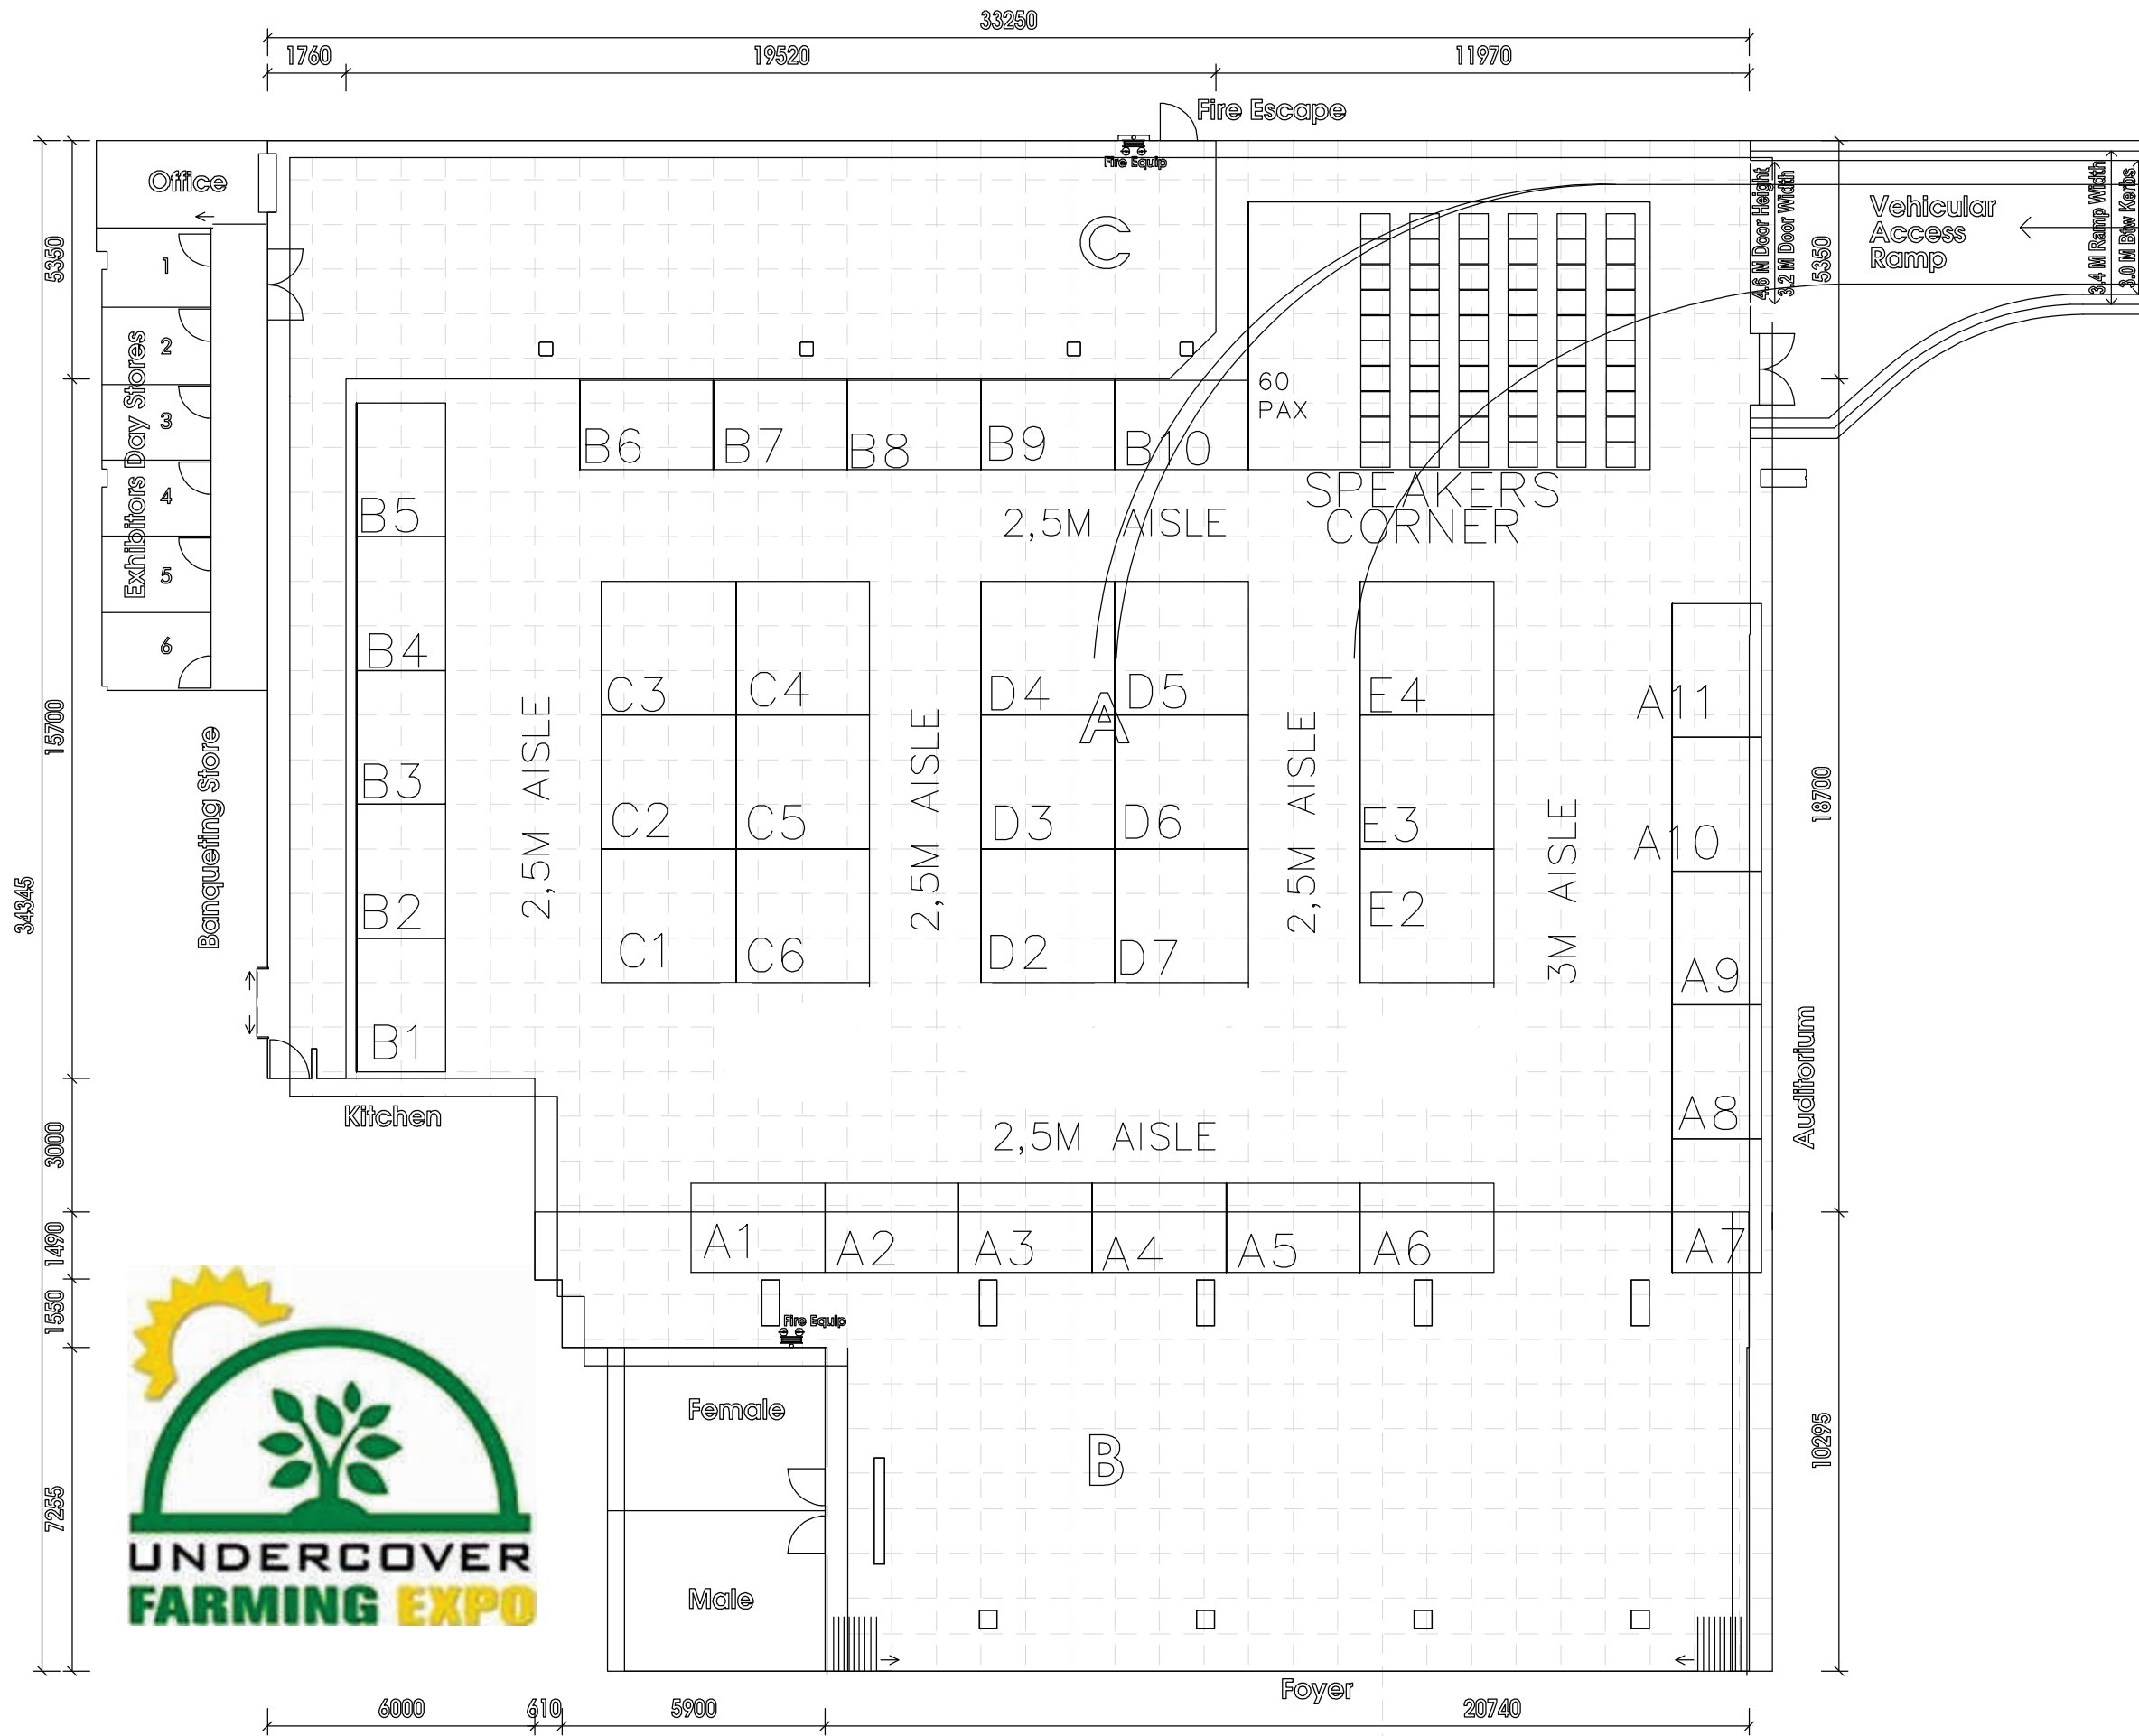 33250
1760
19520
11970
Fire Escape
Fire Equip
Office
C
4.6 M Door Height
3.2 M Door Width
Vehicular
Access
Ramp
3.4 M Ramp Width
3.0 M Btw Kerbs
5350
5350
1
2
3
4
5
6
Exhibitors Day Stores
60
PAX
B6
B7
B8
B9
B10
SPEAKERS
CORNER
2,5M AISLE
B5
B4
B3
B2
B1
C3
C4
C2
C5
C1
C6
D4
D5
A
D3
D6
D2
D7
E4
E3
E2
A11
A10
A9
A8
A7
2,5M AISLE
2,5M AISLE
2,5M AISLE
3M AISLE
15700
18700
34345
Banqueting Store
Auditorium
Kitchen
2,5M AISLE
3000
1490
1550
7255
10295
A1
A2
A3
A4
A5
A6
Fire Equip
Female
B
Male
UNDERCOVER
FARMING EXPO
Foyer
6000
610
5900
20740